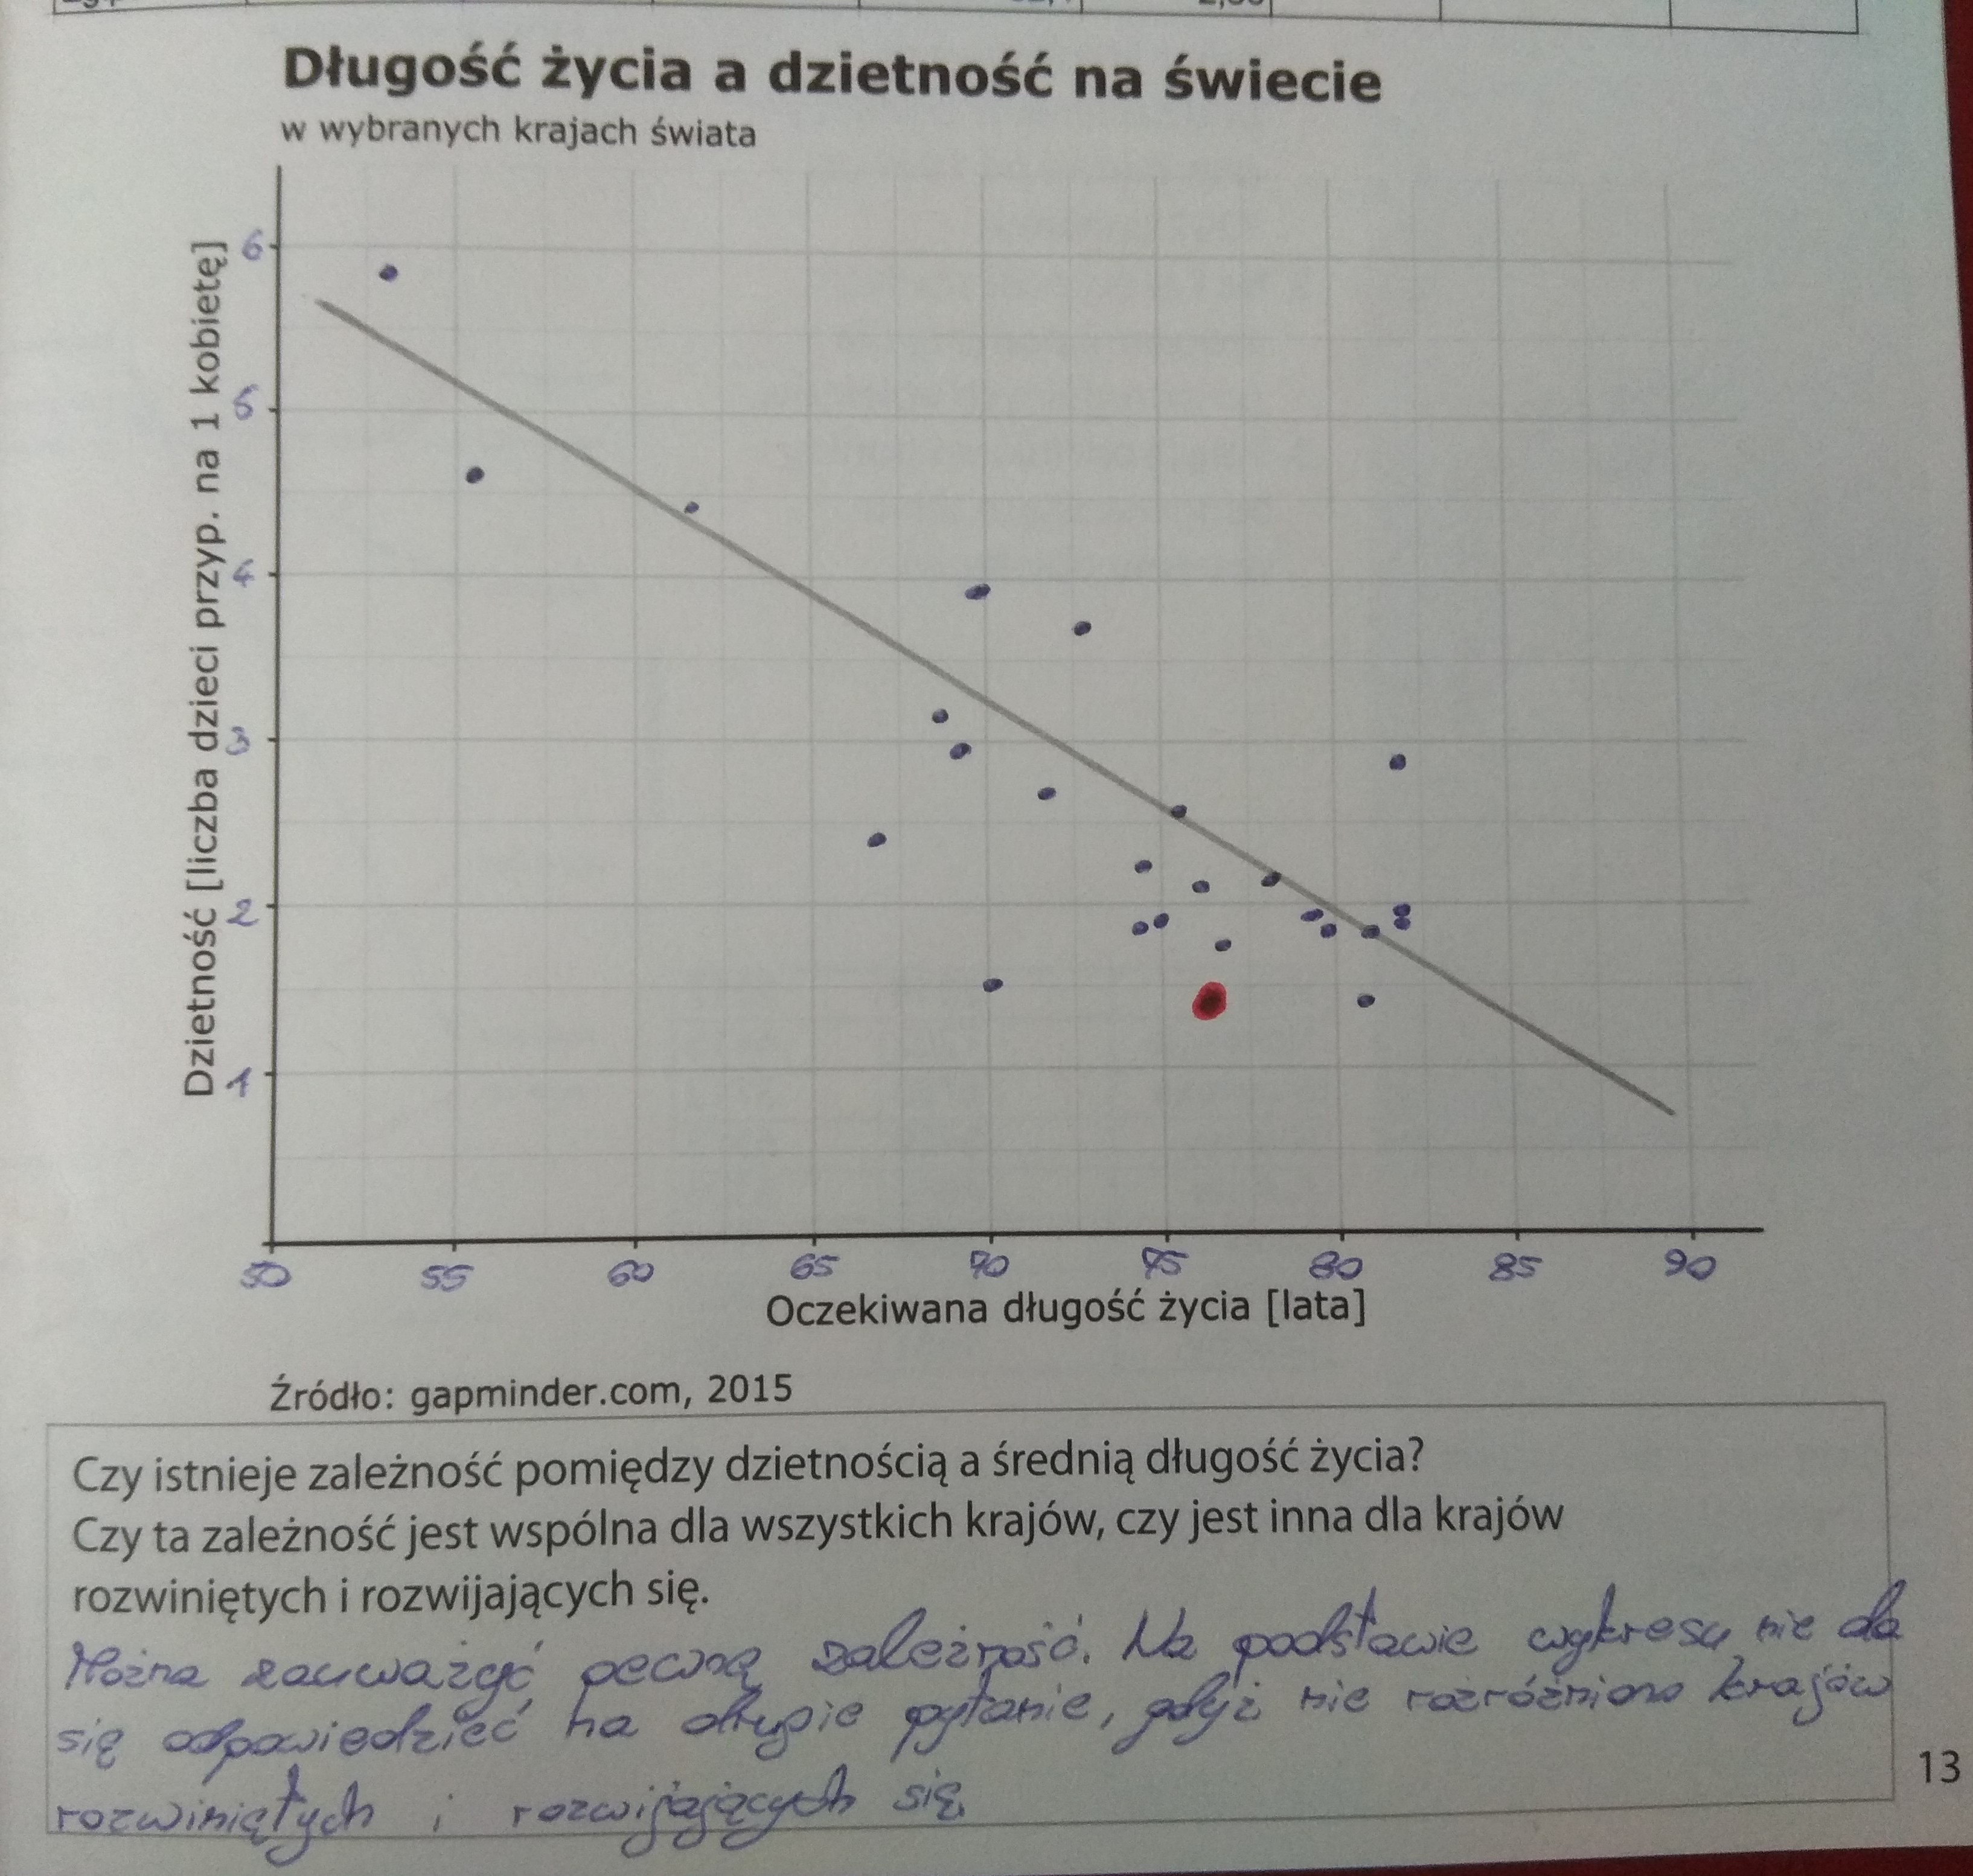 Długość życia a dzietność na świecie
w wybranych krajach świata
Dzietność [liczba dzieci przyp. na 1 kobietę]
6
5
4
3
2
1
50 55 60 65 70 75 80 85 90
Oczekiwana długość życia [lata]
Źródło: gapminder.com, 2015
Czy istnieje zależność pomiędzy dzietnością a średnią długość życia?
Czy ta zależność jest wspólna dla wszystkich krajów, czy jest inna dla krajów
rozwiniętych i rozwijających się.
Można zauważyć pewną zależność. Na podstawie wykresu nie da
się odpowiedzieć na drugie pytanie, gdyż nie rozróżniono krajów
rozwiniętych i rozwijających się.
13